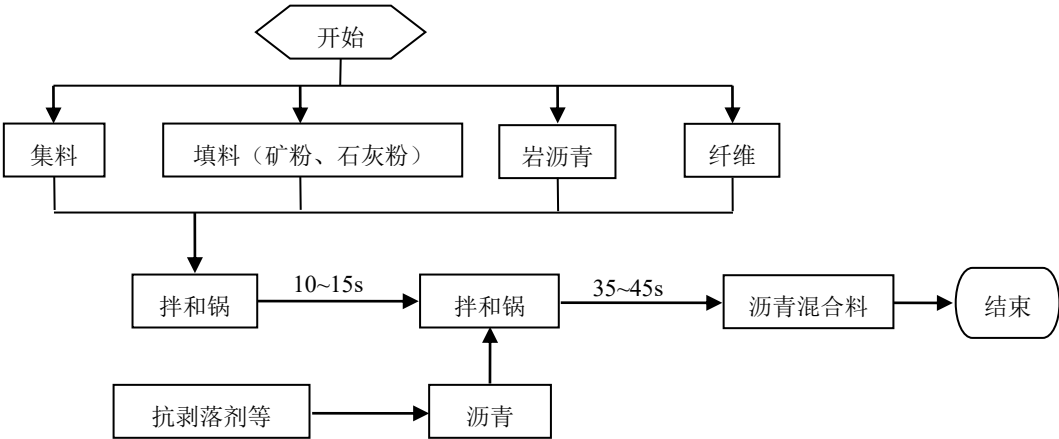 开始
集料
填料（矿粉、石灰粉）
岩沥青
纤维
拌和锅
10~15s
拌和锅
35~45s
沥青混合料
结束
抗剥落剂等
沥青